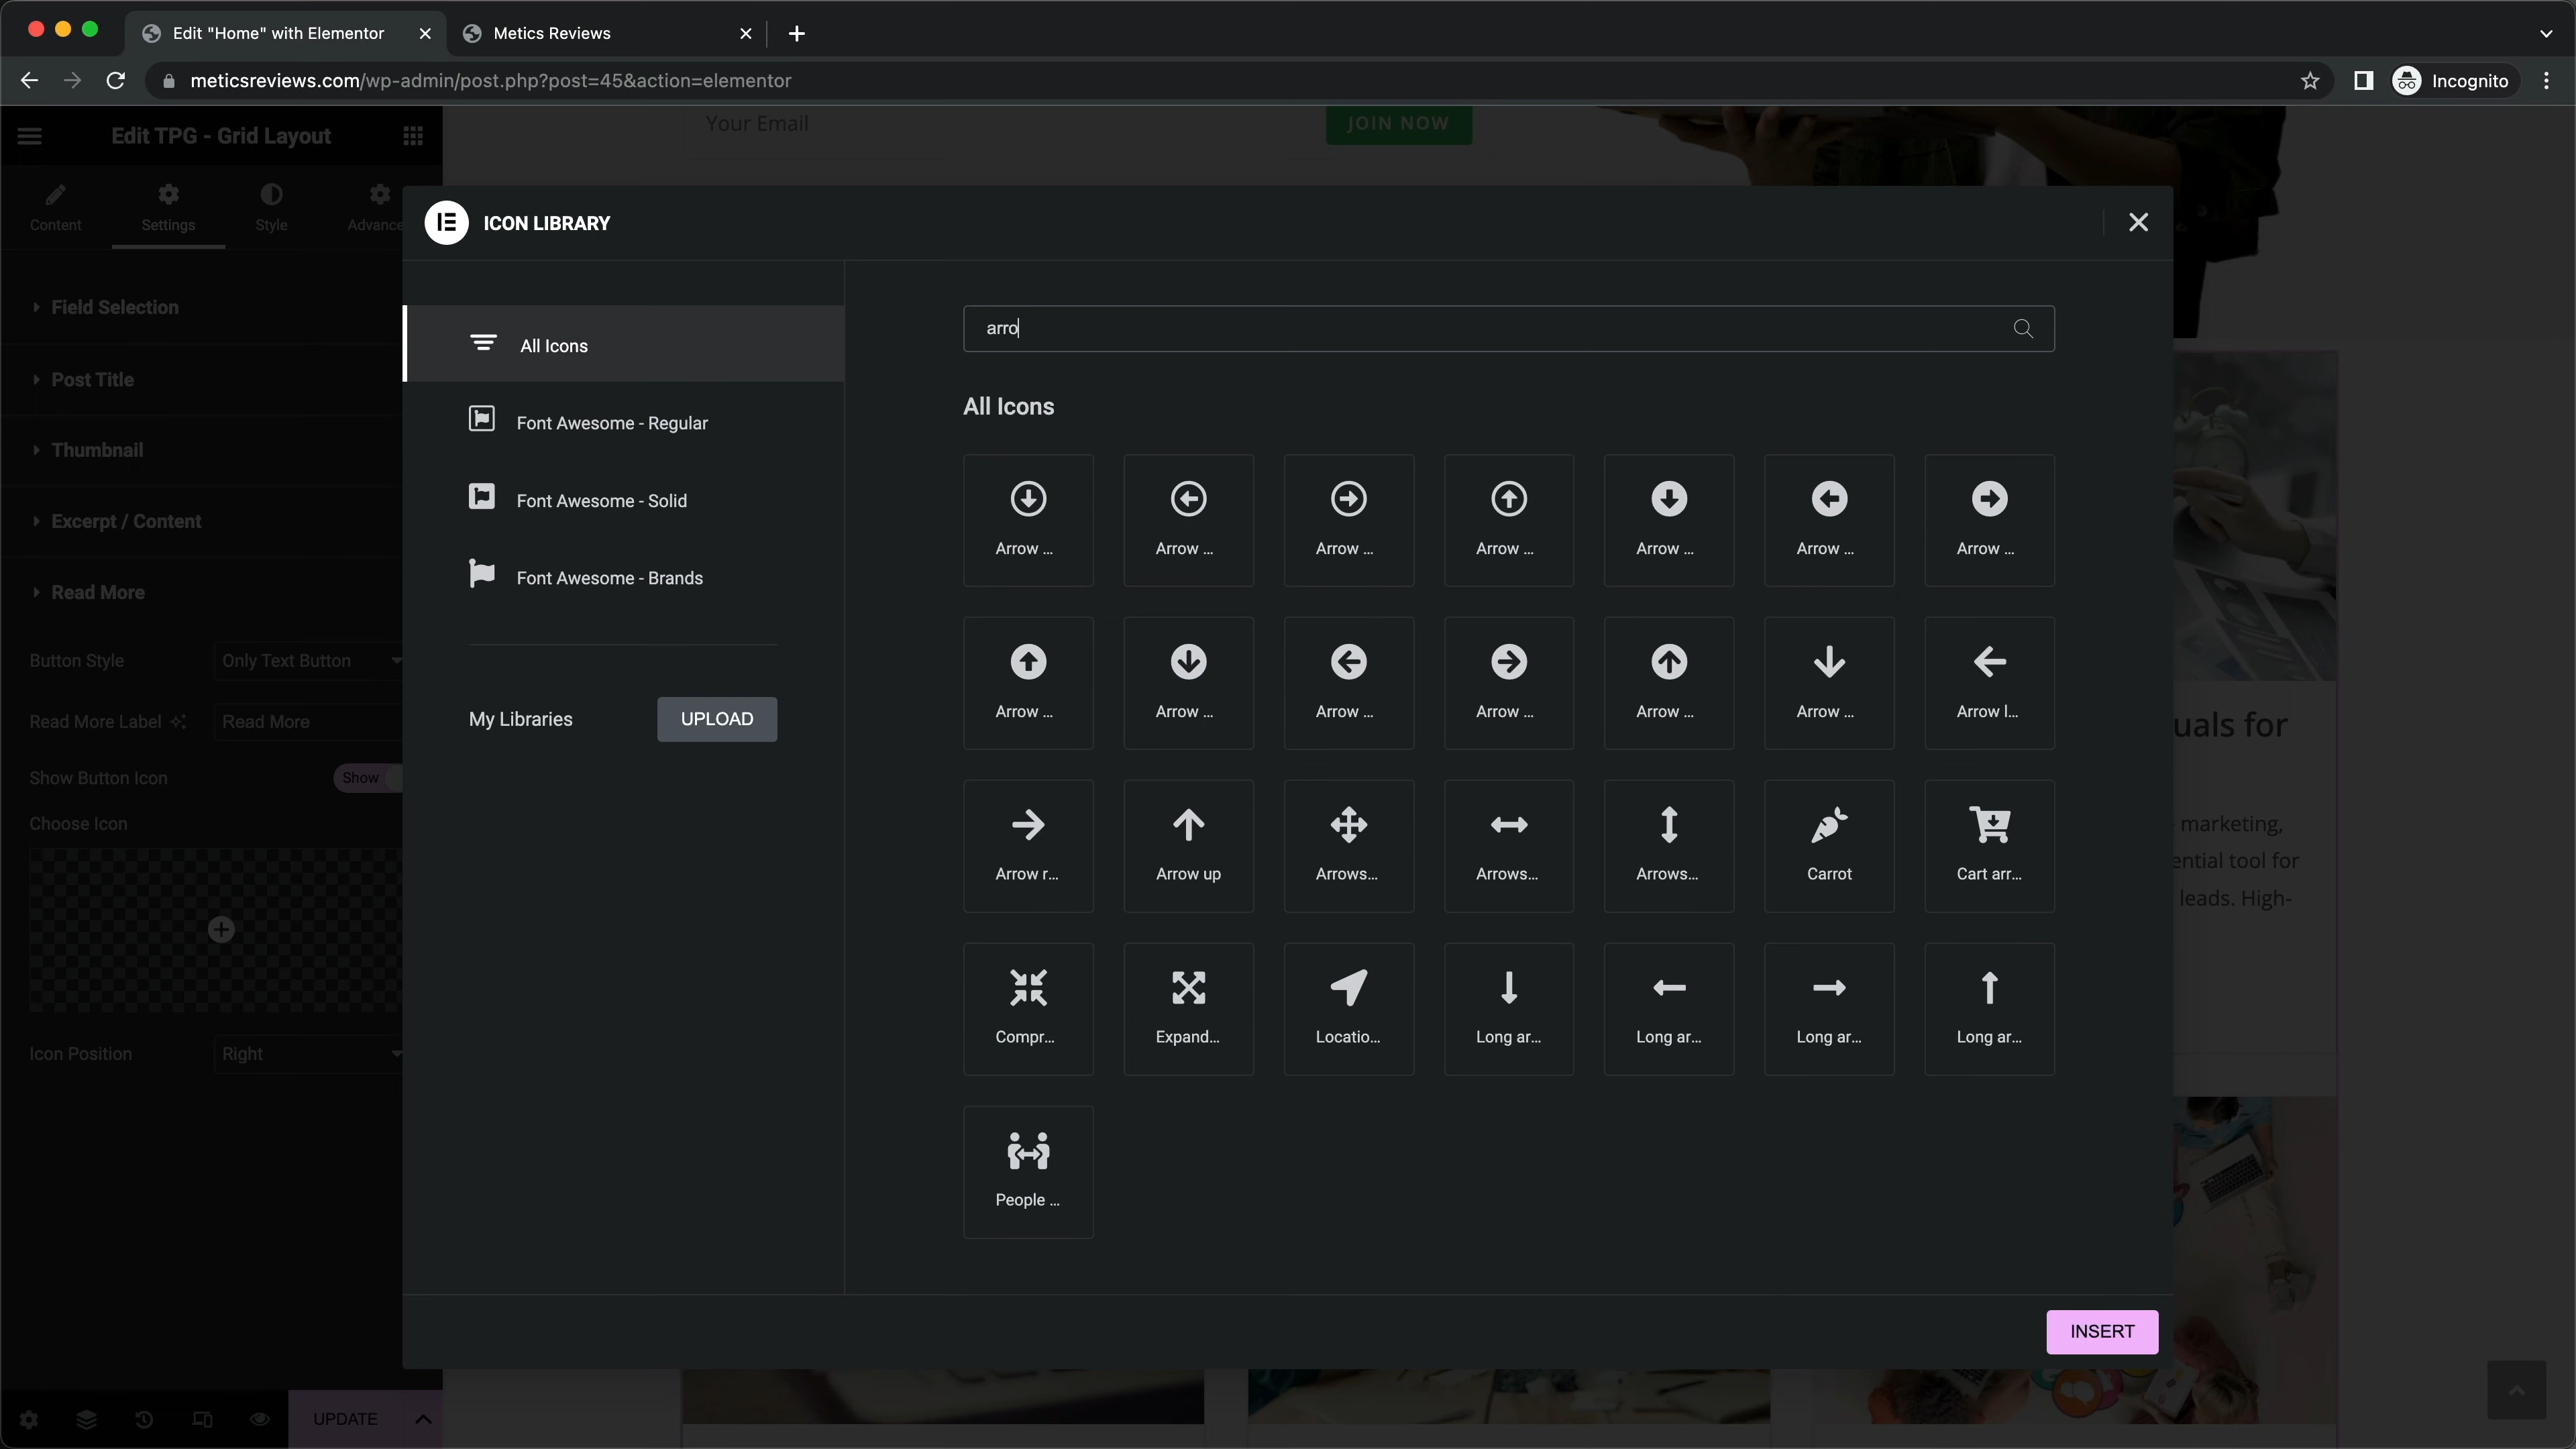 Edit "Home" with Elementor
Metics Reviews
meticsreviews.com/wp-admin/post.php?post=45&action=elementor
Incognito
Edit TPG - Grid Layout
Your Email
JOIN NOW
Content
Settings
Style
Advance
ICON LIBRARY
Field Selection
Post Title
Thumbnail
Excerpt / Content
Read More
Button Style
Only Text Button
Read More Label
Read More
Show Button Icon
Show
Choose Icon
Icon Position
Right
UPDATE
All Icons
Font Awesome - Regular
Font Awesome - Solid
Font Awesome - Brands
My Libraries
UPLOAD
arro
All Icons
Arrow ...
Arrow ...
Arrow ...
Arrow ...
Arrow ...
Arrow ...
Arrow ...
Arrow ...
Arrow ...
Arrow ...
Arrow ...
Arrow ...
Arrow ...
Arrow l...
Arrow r...
Arrow up
Arrows...
Arrows...
Arrows...
Carrot
Cart arr...
Compr...
Expand...
Locatio...
Long ar...
Long ar...
Long ar...
Long ar...
People ...
INSERT
uals for
marketing,
ential tool for
leads. High-